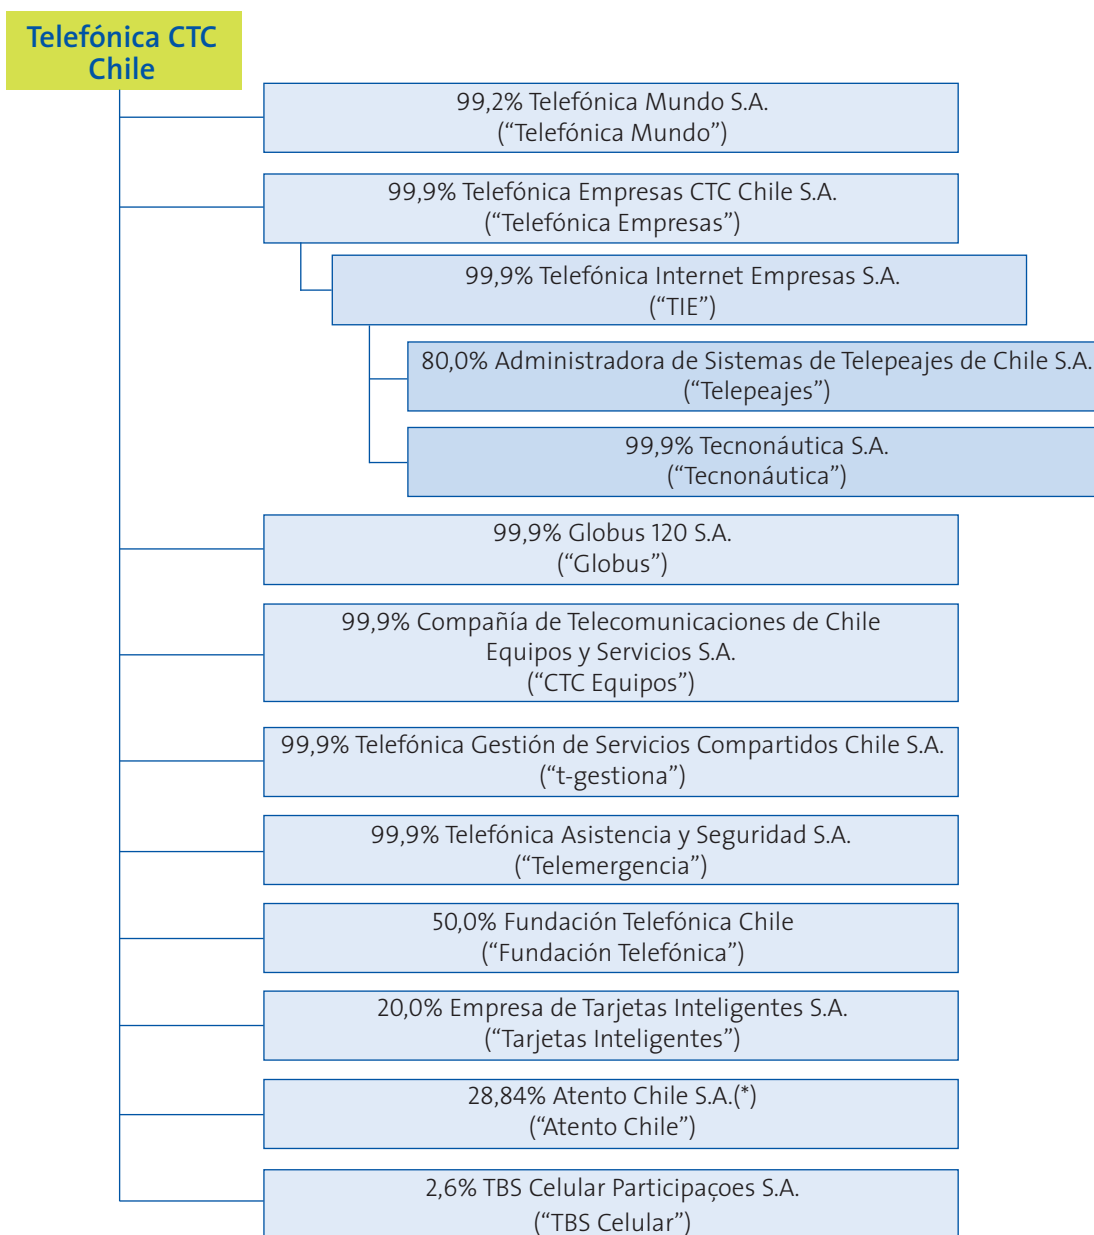 Telefónica CTC
Chile
99,2% Telefónica Mundo S.A.
(“Telefónica Mundo”)
99,9% Telefónica Empresas CTC Chile S.A.
(“Telefónica Empresas”)
99,9% Telefónica Internet Empresas S.A.
(“TIE”)
80,0% Administradora de Sistemas de Telepeajes de Chile S.A.
(“Telepeajes”)
99,9% Tecnonáutica S.A.
(“Tecnonáutica”)
99,9% Globus 120 S.A.
(“Globus”)
99,9% Compañía de Telecomunicaciones de Chile
Equipos y Servicios S.A.
(“CTC Equipos”)
99,9% Telefónica Gestión de Servicios Compartidos Chile S.A.
(“t-gestiona”)
99,9% Telefónica Asistencia y Seguridad S.A.
(“Telemergencia”)
50,0% Fundación Telefónica Chile
(“Fundación Telefónica”)
20,0% Empresa de Tarjetas Inteligentes S.A.
(“Tarjetas Inteligentes”)
28,84% Atento Chile S.A.(*)
(“Atento Chile”)
2,6% TBS Celular Participaçoes S.A.
(“TBS Celular”)